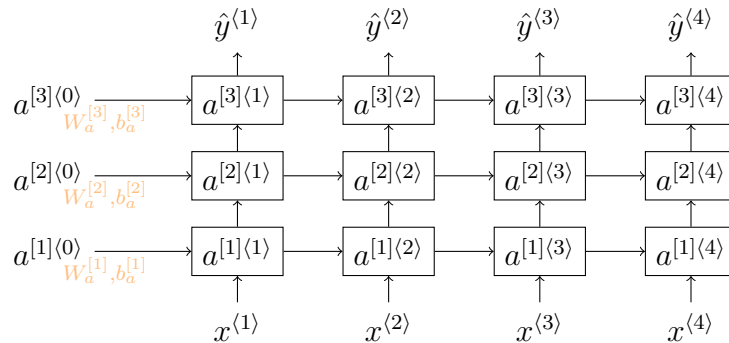 ŷ^⟨1⟩ ŷ^⟨2⟩ ŷ^⟨3⟩ ŷ^⟨4⟩
a^[3]⟨0⟩ a^[3]⟨1⟩ a^[3]⟨2⟩ a^[3]⟨3⟩ a^[3]⟨4⟩
W_a^[3], b_a^[3]
a^[2]⟨0⟩ a^[2]⟨1⟩ a^[2]⟨2⟩ a^[2]⟨3⟩ a^[2]⟨4⟩
W_a^[2], b_a^[2]
a^[1]⟨0⟩ a^[1]⟨1⟩ a^[1]⟨2⟩ a^[1]⟨3⟩ a^[1]⟨4⟩
W_a^[1], b_a^[1]
x^⟨1⟩ x^⟨2⟩ x^⟨3⟩ x^⟨4⟩